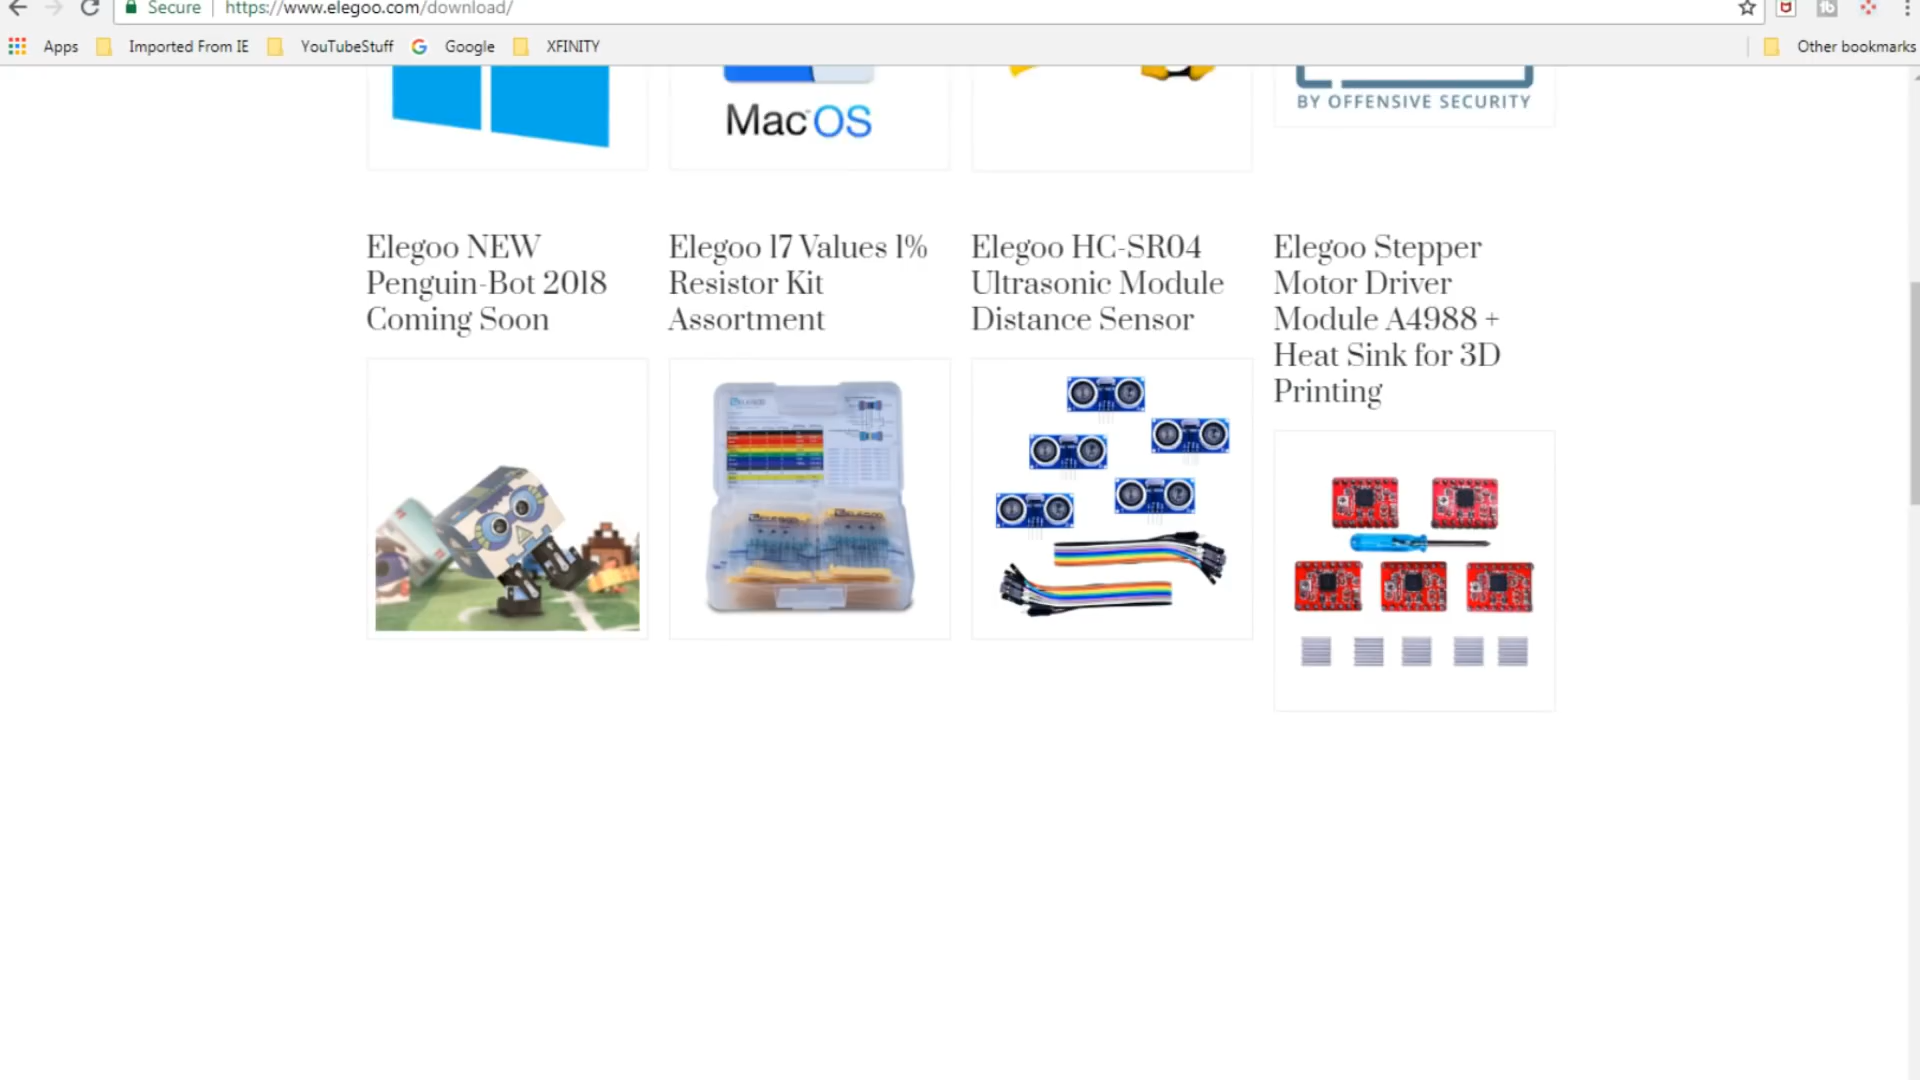 Secure https://www.elegoo.com/download/
Apps Imported From IE YouTubeStuff Google XFINITY Other bookmarks
MacOS
BY OFFENSIVE SECURITY
Elegoo NEW
Penguin-Bot 2018
Coming Soon
Elegoo 17 Values 1%
Resistor Kit
Assortment
Elegoo HC-SR04
Ultrasonic Module
Distance Sensor
Elegoo Stepper
Motor Driver
Module A4988 +
Heat Sink for 3D
Printing
ELEGOO
ELEGOO